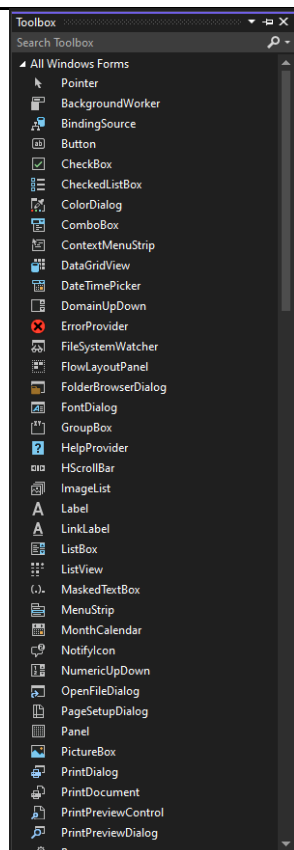 Toolbox
Search Toolbox
All Windows Forms
Pointer
BackgroundWorker
BindingSource
Button
CheckBox
CheckedListBox
ColorDialog
ComboBox
ContextMenuStrip
DataGridView
DateTimePicker
DomainUpDown
ErrorProvider
FileSystemWatcher
FlowLayoutPanel
FolderBrowserDialog
FontDialog
GroupBox
HelpProvider
HScrollBar
ImageList
Label
LinkLabel
ListBox
ListView
MaskedTextBox
MenuStrip
MonthCalendar
NotifyIcon
NumericUpDown
OpenFileDialog
PageSetupDialog
Panel
PictureBox
PrintDialog
PrintDocument
PrintPreviewControl
PrintPreviewDialog